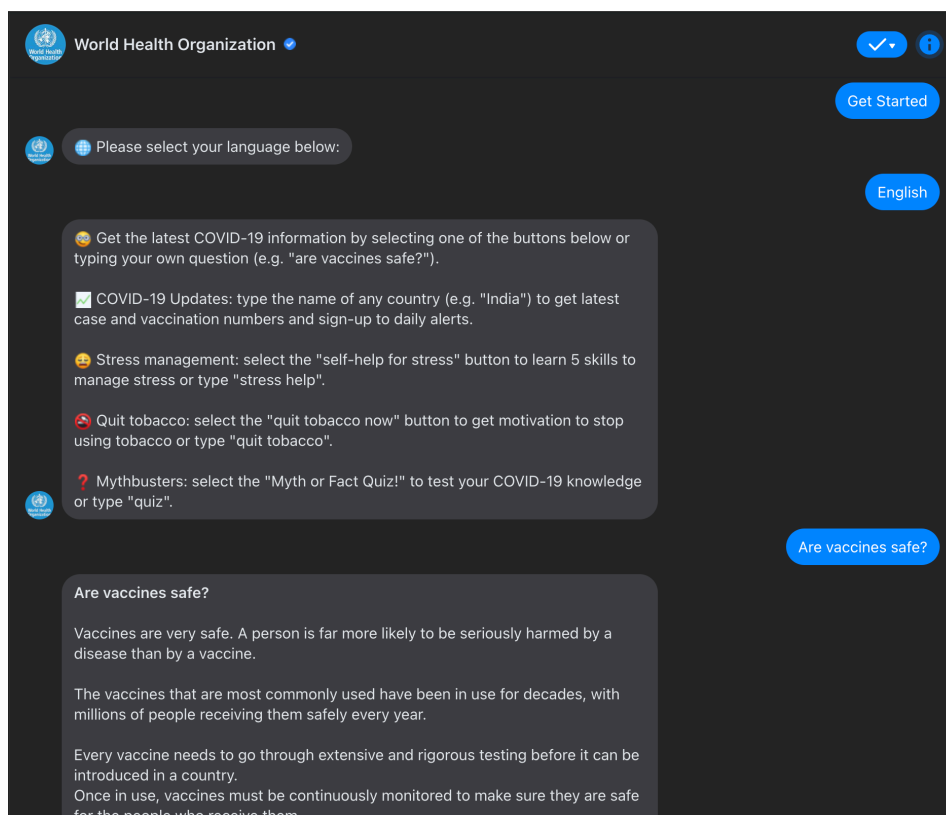 World Health Organization
Get Started
Please select your language below:
English
Get the latest COVID-19 information by selecting one of the buttons below or
typing your own question (e.g. "are vaccines safe?").
COVID-19 Updates: type the name of any country (e.g. "India") to get latest
case and vaccination numbers and sign-up to daily alerts.
Stress management: select the "self-help for stress" button to learn 5 skills to
manage stress or type "stress help".
Quit tobacco: select the "quit tobacco now" button to get motivation to stop
using tobacco or type "quit tobacco".
Mythbusters: select the "Myth or Fact Quiz!" to test your COVID-19 knowledge
or type "quiz".
Are vaccines safe?
Are vaccines safe?
Vaccines are very safe. A person is far more likely to be seriously harmed by a
disease than by a vaccine.
The vaccines that are most commonly used have been in use for decades, with
millions of people receiving them safely every year.
Every vaccine needs to go through extensive and rigorous testing before it can be
introduced in a country.
Once in use, vaccines must be continuously monitored to make sure they are safe
for the people who receive them.